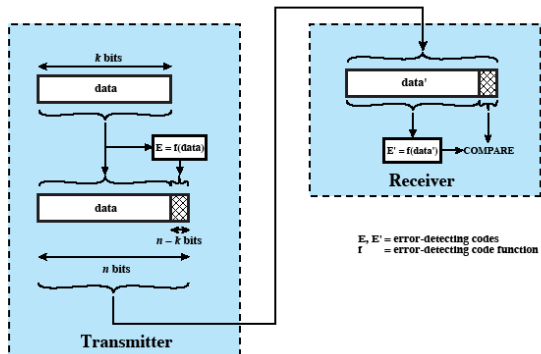 k bits
data
E = f(data)
data
n – k bits
n bits
Transmitter
data'
E' = f(data')
COMPARE
Receiver
E, E' = error-detecting codes
f = error-detecting code function